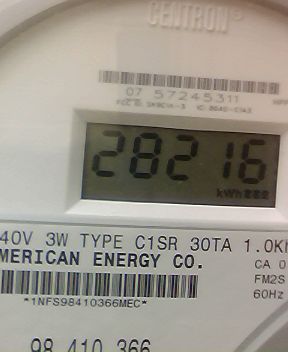 CENTRON®
07 57245311
28216
kWh
40V 3W TYPE C1SR 30TA 1.0Kh
MERICAN ENERGY CO.
CA 0
FM2S
60Hz
*1NFS98410366MEC*
98 410 366